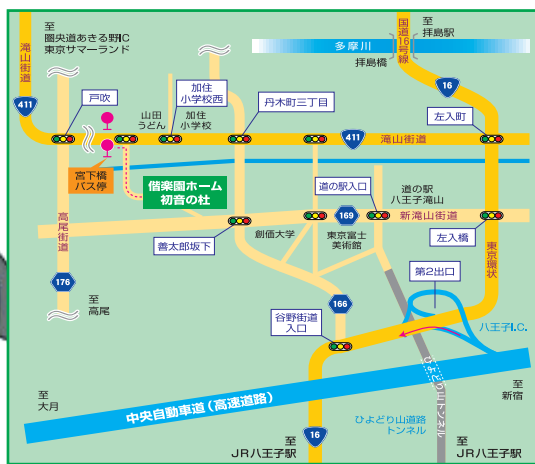 至
圏央道あきる野IC
東京サマーランド
至
拝島駅
国道16号線
多摩川
拝島橋
滝山街道
411
16
戸吹
山田
うどん
加住
小学校西
加住
小学校
丹木町三丁目
左入町
411
滝山街道
宮下橋
バス停
偕楽園ホーム
初音の杜
道の駅入口
道の駅
八王子滝山
169
新滝山街道
高尾街道
善太郎坂下
創価大学
東京富士
美術館
左入橋
東京環状
176
至
高尾
166
第2出口
谷野街道
入口
八王子I.C.
ひよどり山トンネル
至
大月
中央自動車道(高速道路)
至
新宿
ひよどり山道路
トンネル
16
至
JR八王子駅
至
JR八王子駅